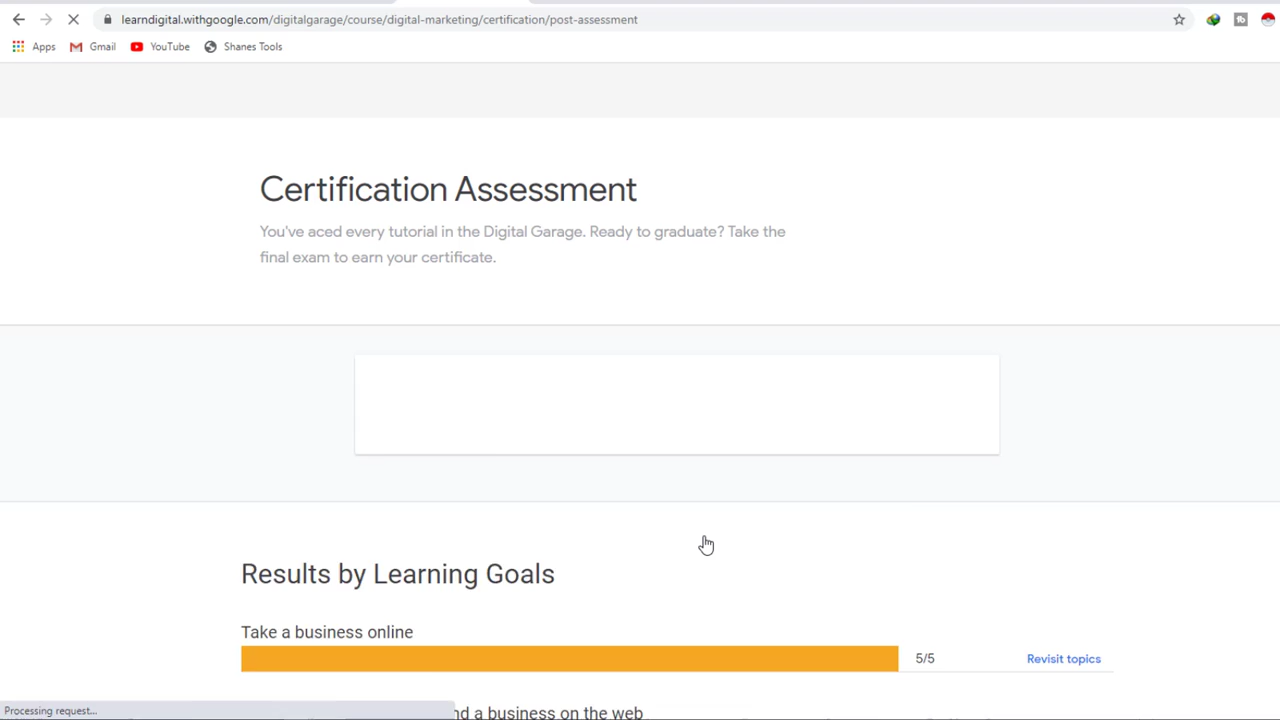 learndigital.withgoogle.com/digitalgarage/course/digital-marketing/certification/post-assessment
Apps Gmail YouTube Shanes Tools
Certification Assessment
You've aced every tutorial in the Digital Garage. Ready to graduate? Take the
final exam to earn your certificate.
Results by Learning Goals
Take a business online
5/5 Revisit topics
nd a business on the web
Processing request...